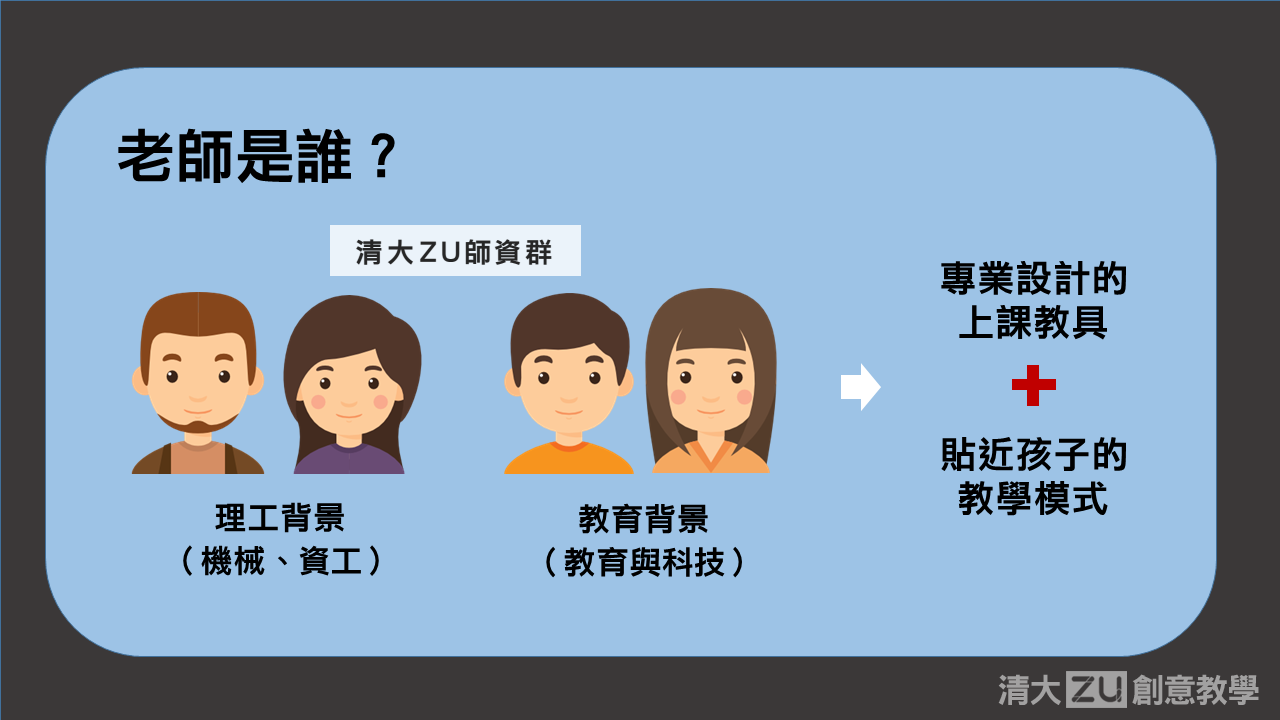 老師是誰？
清大ZU師資群
理工背景
（機械、資工）
教育背景
（教育與科技）
專業設計的
上課教具
貼近孩子的
教學模式
清大ZU創意教學